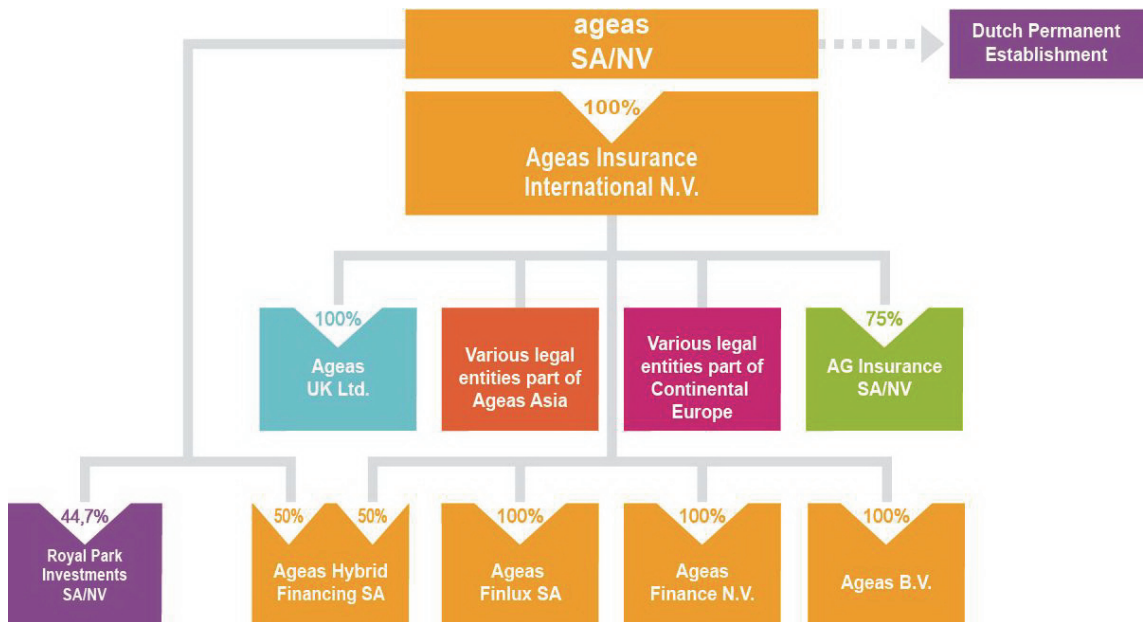 ageas
SA/NV
Dutch Permanent
Establishment
100%
Ageas Insurance
International N.V.
100%
Ageas
UK Ltd.
Various legal
entities part of
Ageas Asia
Various legal
entities part of
Continental
Europe
75%
AG Insurance
SA/NV
44,7%
Royal Park
Investments
SA/NV
50%
50%
Ageas Hybrid
Financing SA
100%
Ageas
Finlux SA
100%
Ageas
Finance N.V.
100%
Ageas B.V.